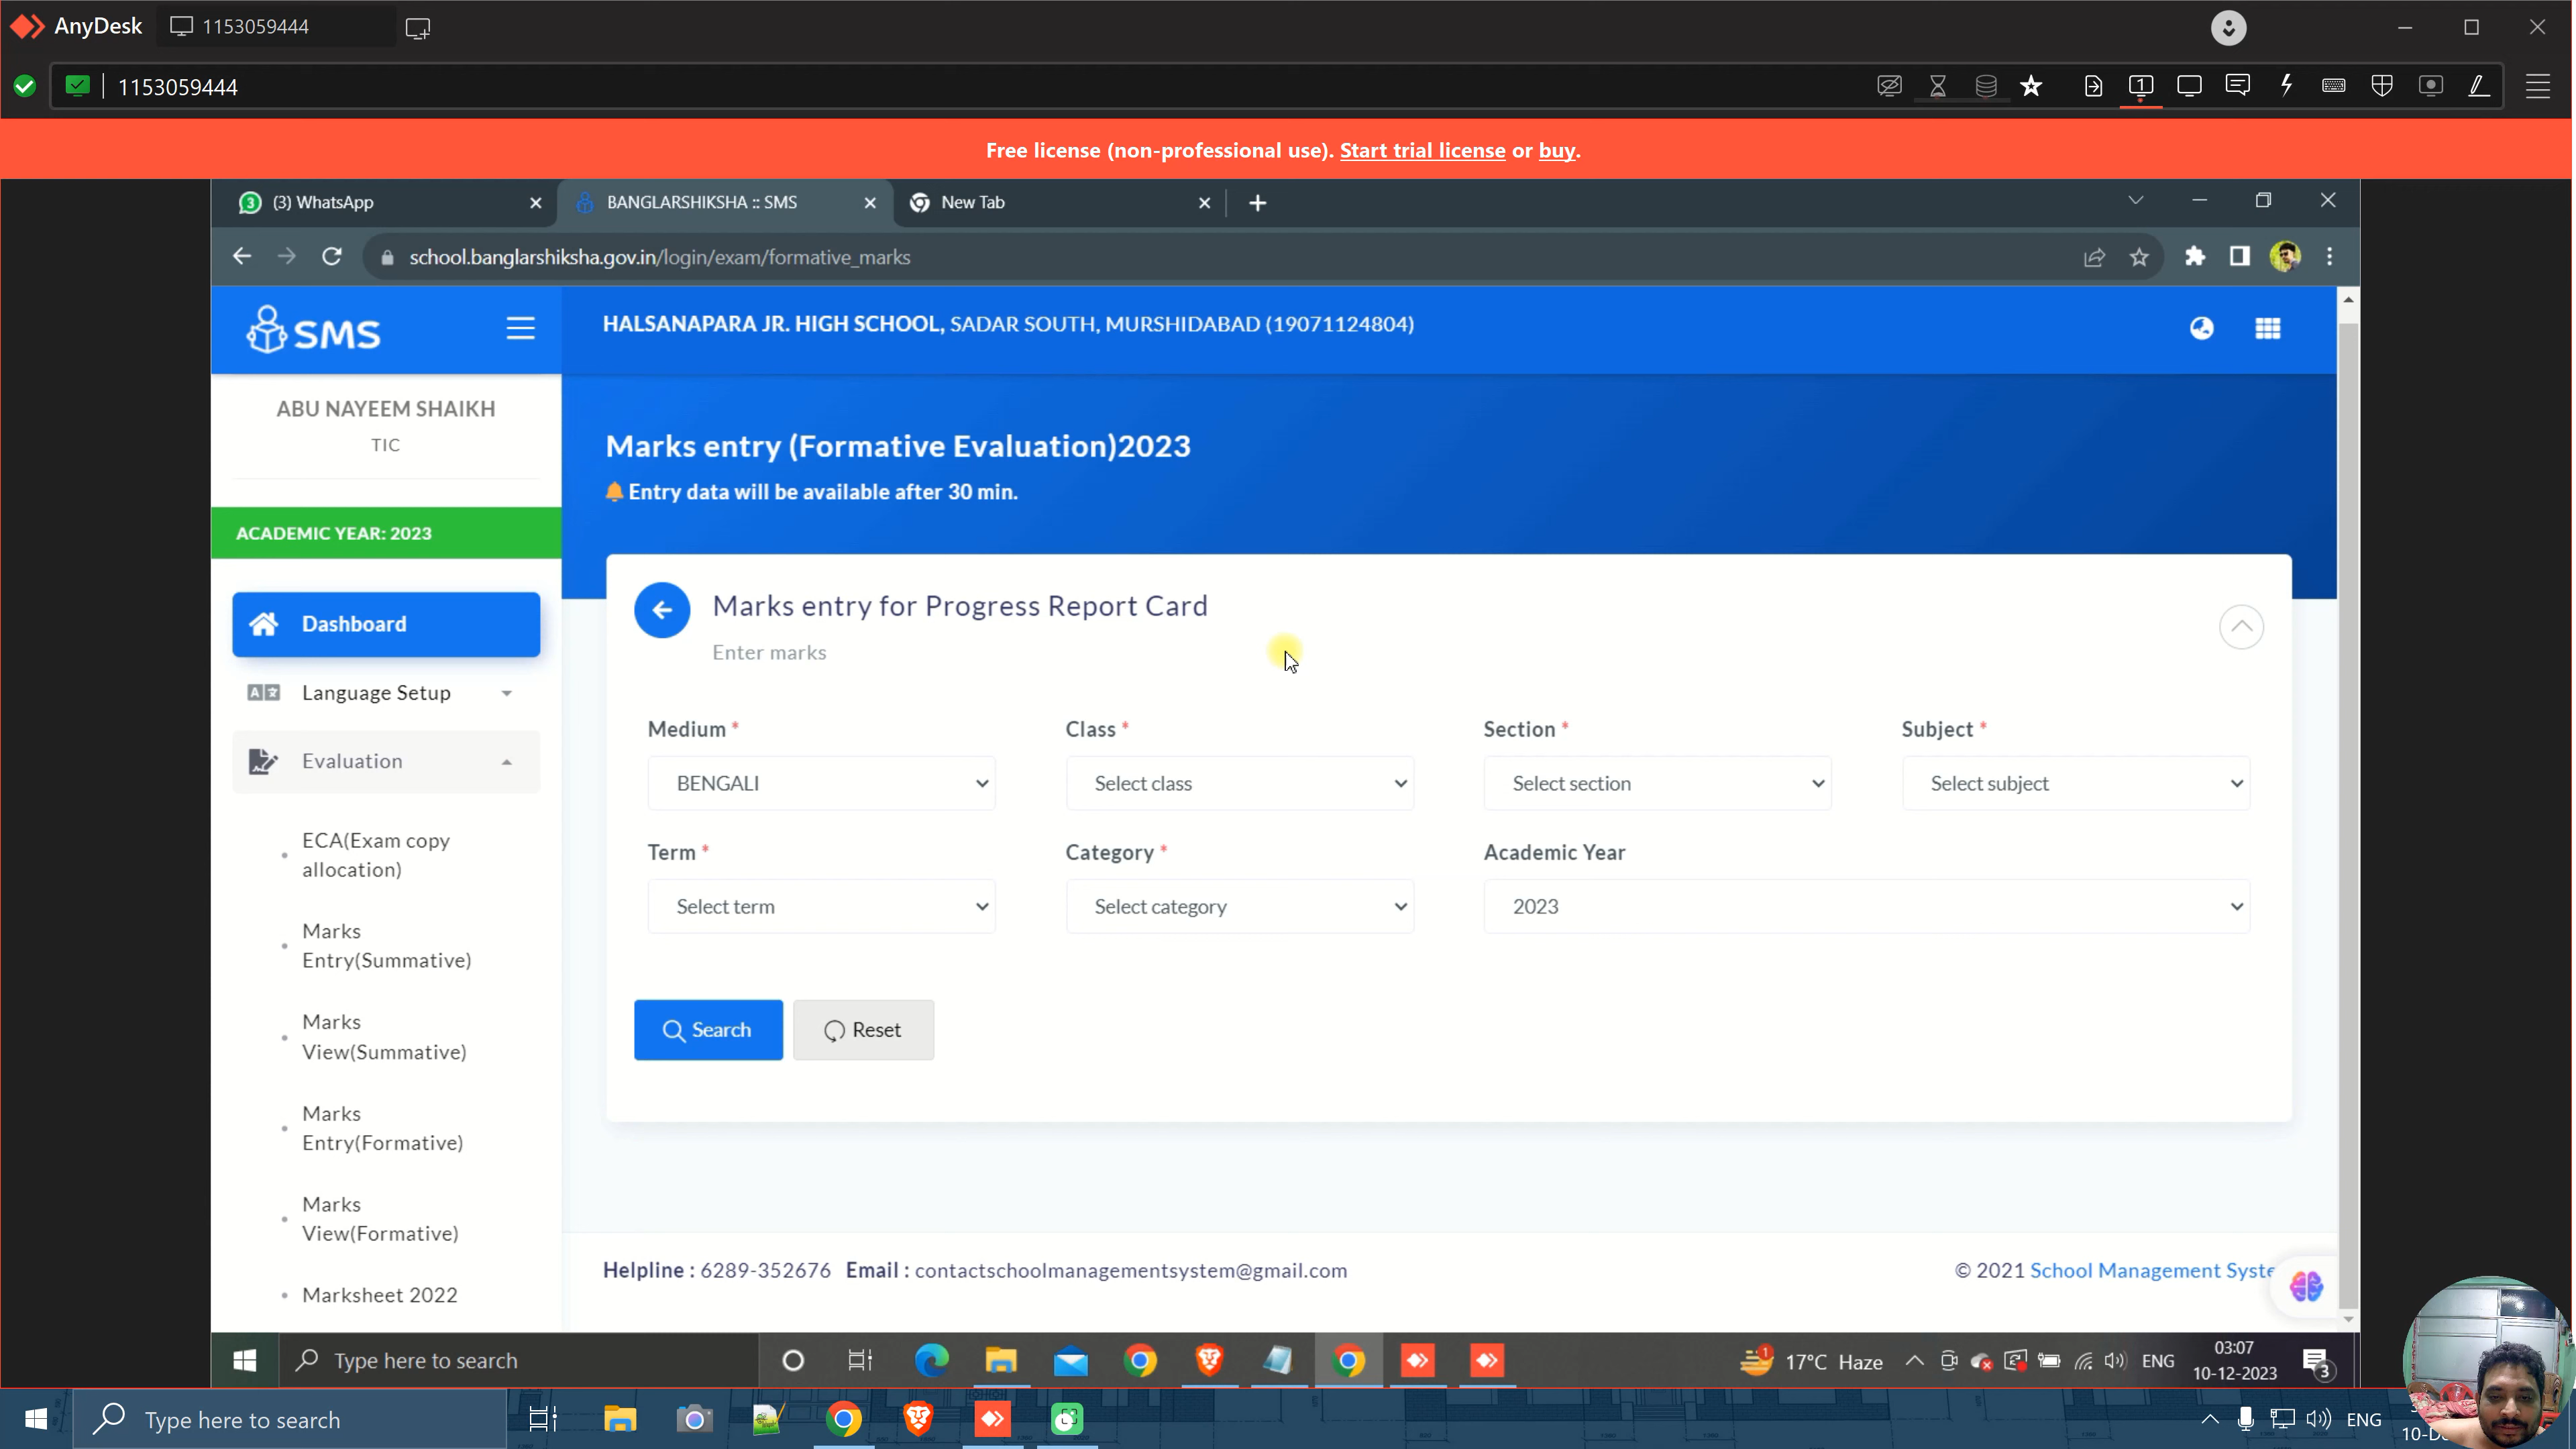 AnyDesk
1153059444
1153059444
1
Free license (non-professional use). Start trial license or buy.
3 (3) WhatsApp
BANGLARSHIKSHA :: SMS
New Tab
school.banglarshiksha.gov.in/login/exam/formative_marks
SMS
HALSANAPARA JR. HIGH SCHOOL, SADAR SOUTH, MURSHIDABAD (19071124804)
ABU NAYEEM SHAIKH
TIC
ACADEMIC YEAR: 2023
Dashboard
Language Setup
Evaluation
ECA(Exam copy
allocation)
Marks
Entry(Summative)
Marks
View(Summative)
Marks
Entry(Formative)
Marks
View(Formative)
Marksheet 2022
Marks entry (Formative Evaluation)2023
Entry data will be available after 30 min.
Marks entry for Progress Report Card
Enter marks
Medium *
Class *
Section *
Subject *
BENGALI
Select class
Select section
Select subject
Term *
Category *
Academic Year
Select term
Select category
2023
Search
Reset
Helpline : 6289-352676 Email : contactschoolmanagementsystem@gmail.com
© 2021 School Management Syste
Type here to search
1
17°C Haze
ENG
03:07
10-12-2023
3
Type here to search
ENG